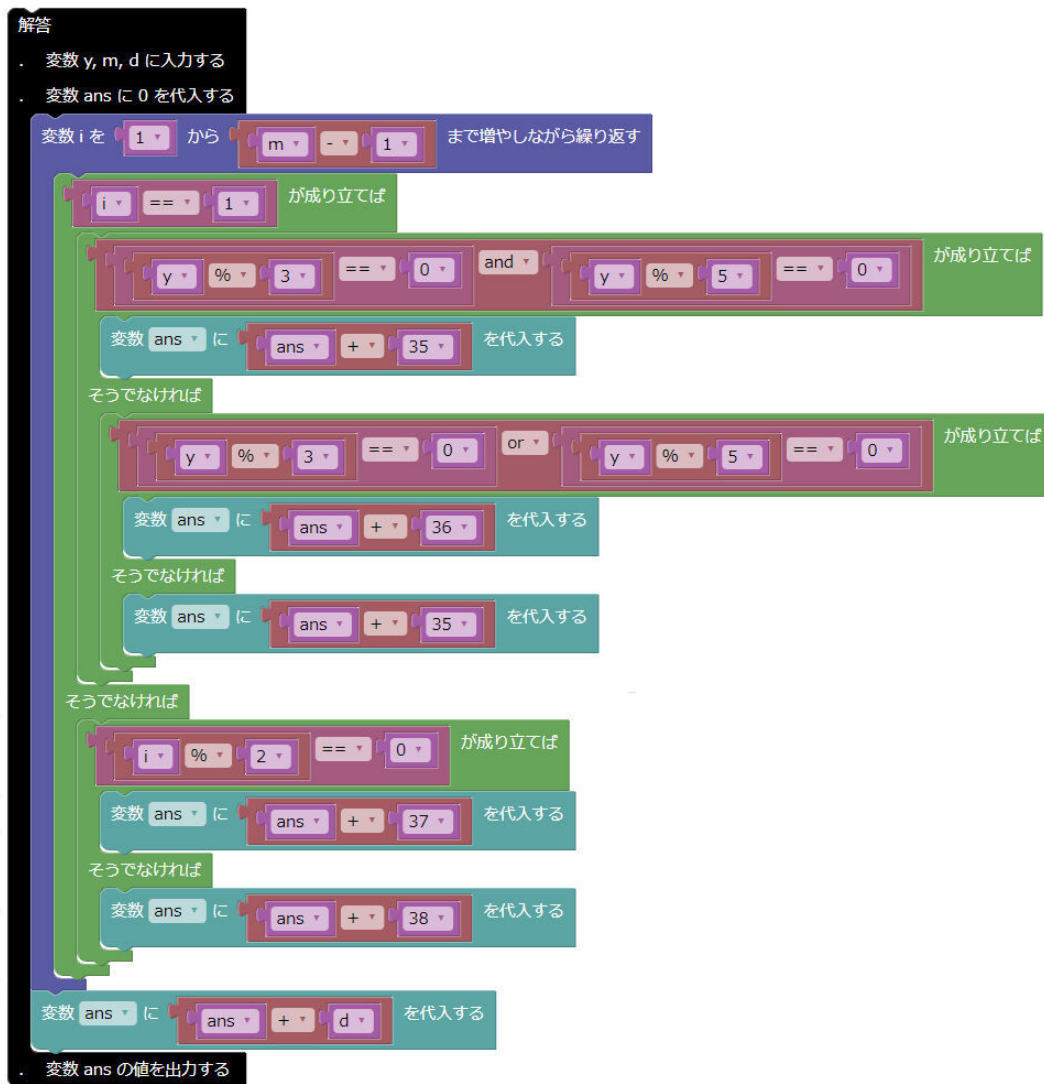 解答
. 変数 y, m, d に入力する
. 変数 ans に 0 を代入する
変数 i を 1 から m - 1 まで増やしながら繰り返す
i == 1 が成り立てば
y % 3 == 0 and y % 5 == 0 が成り立てば
変数 ans に ans + 35 を代入する
そうでなければ
y % 3 == 0 or y % 5 == 0 が成り立てば
変数 ans に ans + 36 を代入する
そうでなければ
変数 ans に ans + 35 を代入する
そうでなければ
i % 2 == 0 が成り立てば
変数 ans に ans + 37 を代入する
そうでなければ
変数 ans に ans + 38 を代入する
変数 ans に ans + d を代入する
. 変数 ans の値を出力する